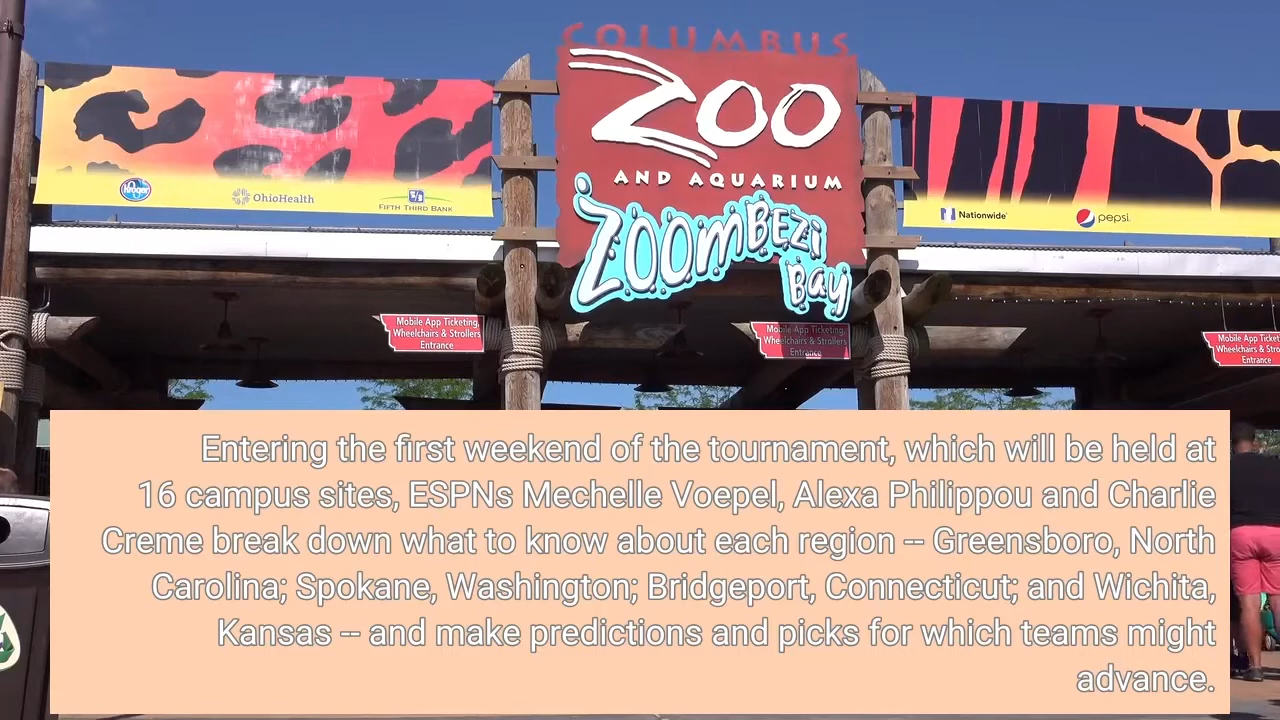 COLUMBUS
ZOO
AND AQUARIUM
ZOOMBEZI
BAY
Kroger
OhioHealth
FIFTH THIRD BANK
Nationwide
pepsi.
Mobile App Ticketing,
Wheelchairs & Strollers
Entrance
Mobile App Ticketing,
Wheelchairs & Strollers
Entrance
Mobile App Ticket
Wheelchairs & Stro
Entrance
Entering the first weekend of the tournament, which will be held at
16 campus sites, ESPNs Mechelle Voepel, Alexa Philippou and Charlie
Creme break down what to know about each region -- Greensboro, North
Carolina; Spokane, Washington; Bridgeport, Connecticut; and Wichita,
Kansas -- and make predictions and picks for which teams might
advance.